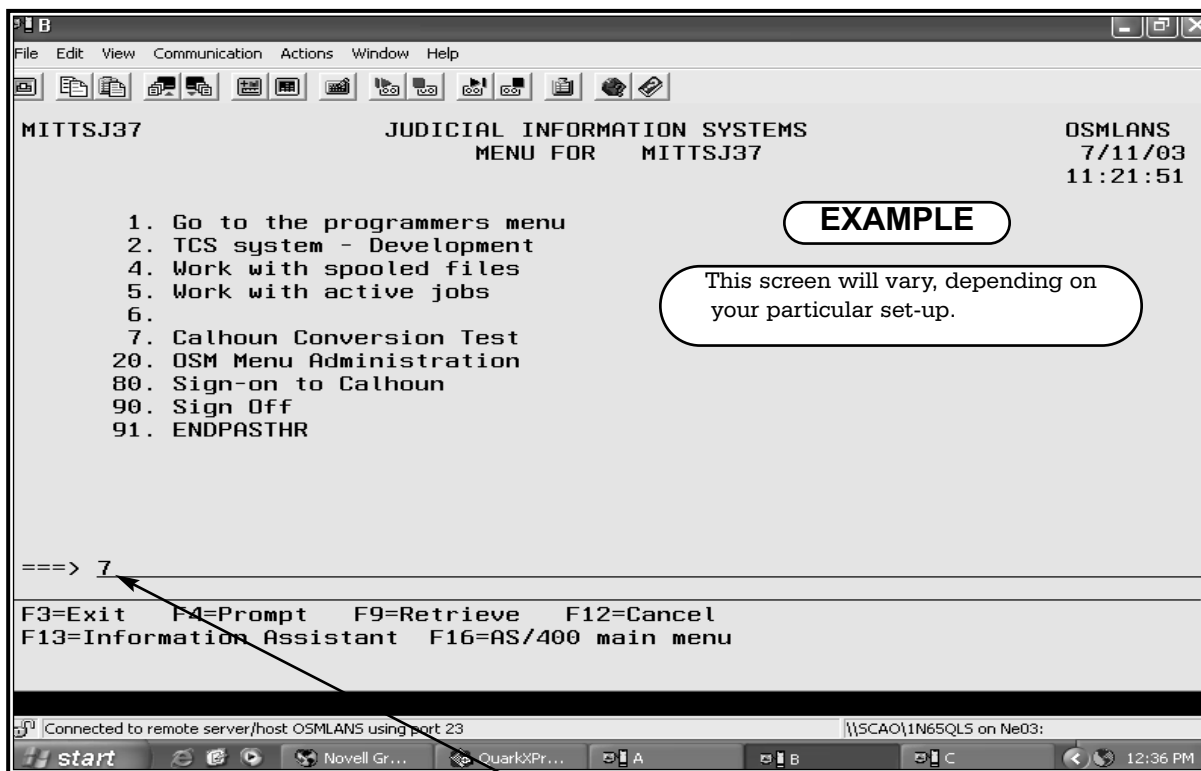 B
File Edit View Communication Actions Window Help
MITTSJ37 JUDICIAL INFORMATION SYSTEMS OSMLANS
MENU FOR MITTSJ37 7/11/03
11:21:51
1. Go to the programmers menu
2. TCS system - Development
4. Work with spooled files
5. Work with active jobs
6.
7. Calhoun Conversion Test
20. OSM Menu Administration
80. Sign-on to Calhoun
90. Sign Off
91. ENDPASTHR
EXAMPLE
This screen will vary, depending on
your particular set-up.
===> 7
F3=Exit F4=Prompt F9=Retrieve F12=Cancel
F13=Information Assistant F16=AS/400 main menu
Connected to remote server/host OSMLANS using port 23 \\SCAO\1N65QLS on Ne03:
start Novell Gr... QuarkXPr... A B C 12:36 PM